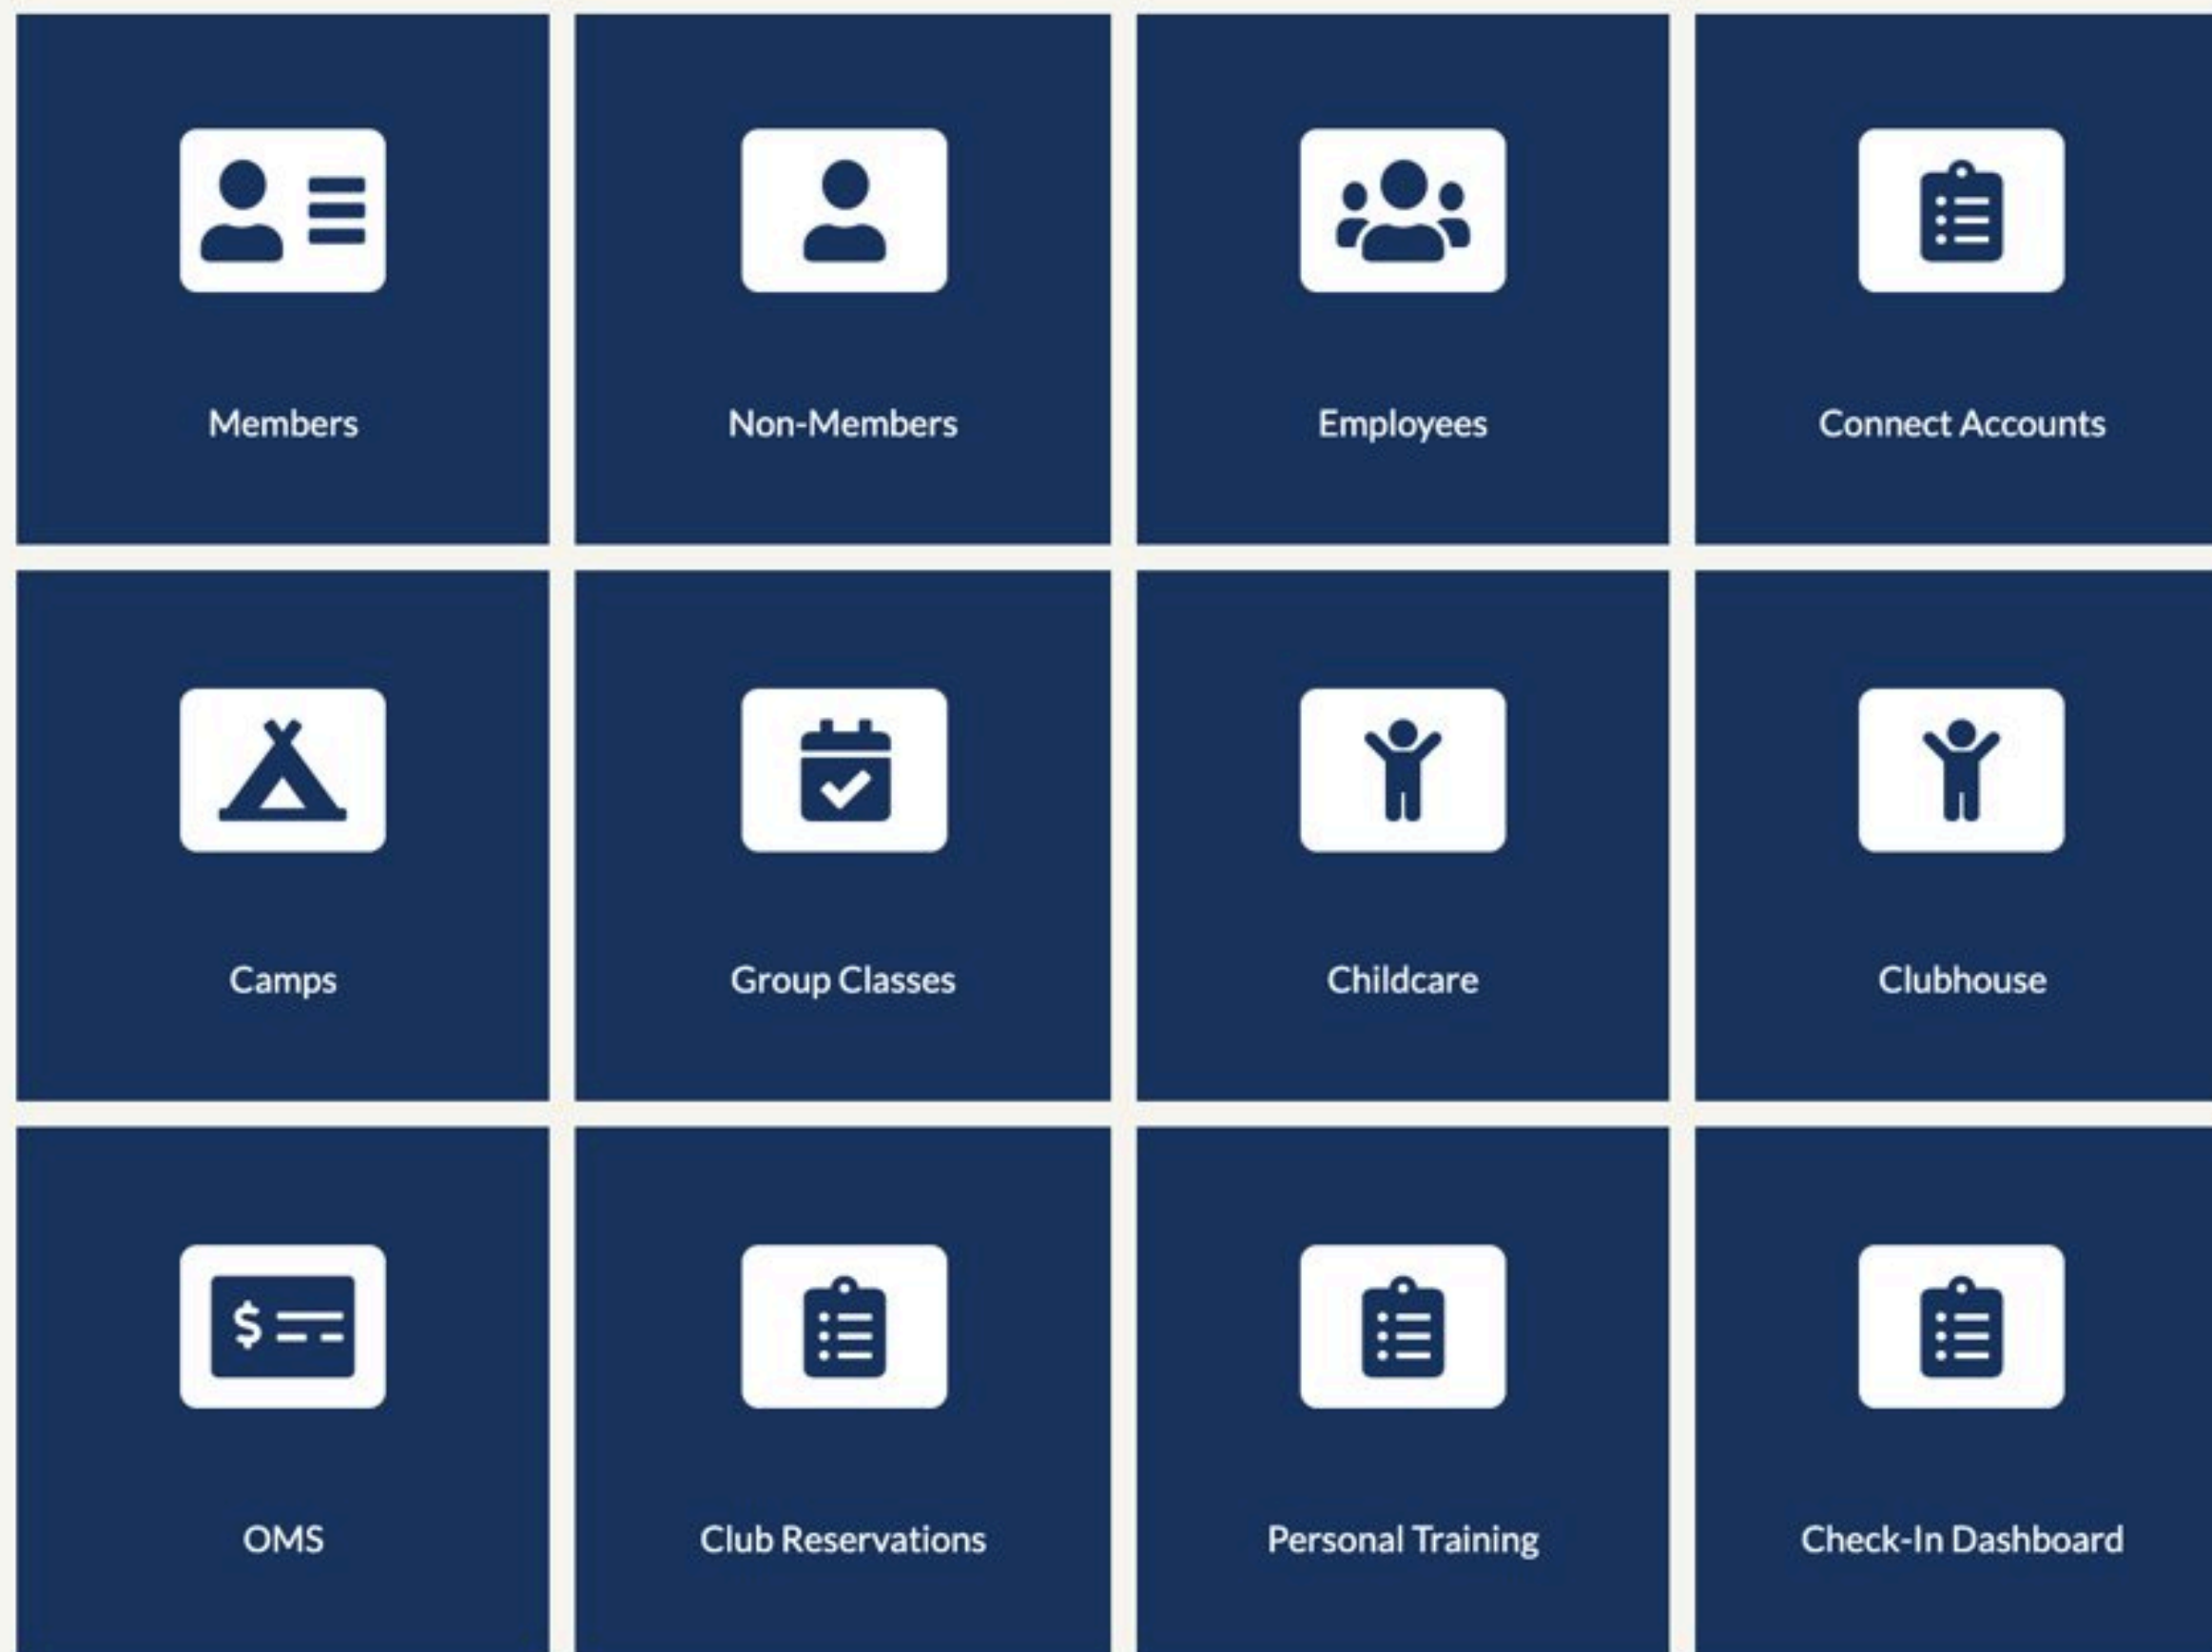 Members
Non-Members
Employees
Connect Accounts
Camps
Group Classes
Childcare
Clubhouse
$
OMS
Club Reservations
Personal Training
Check-In Dashboard